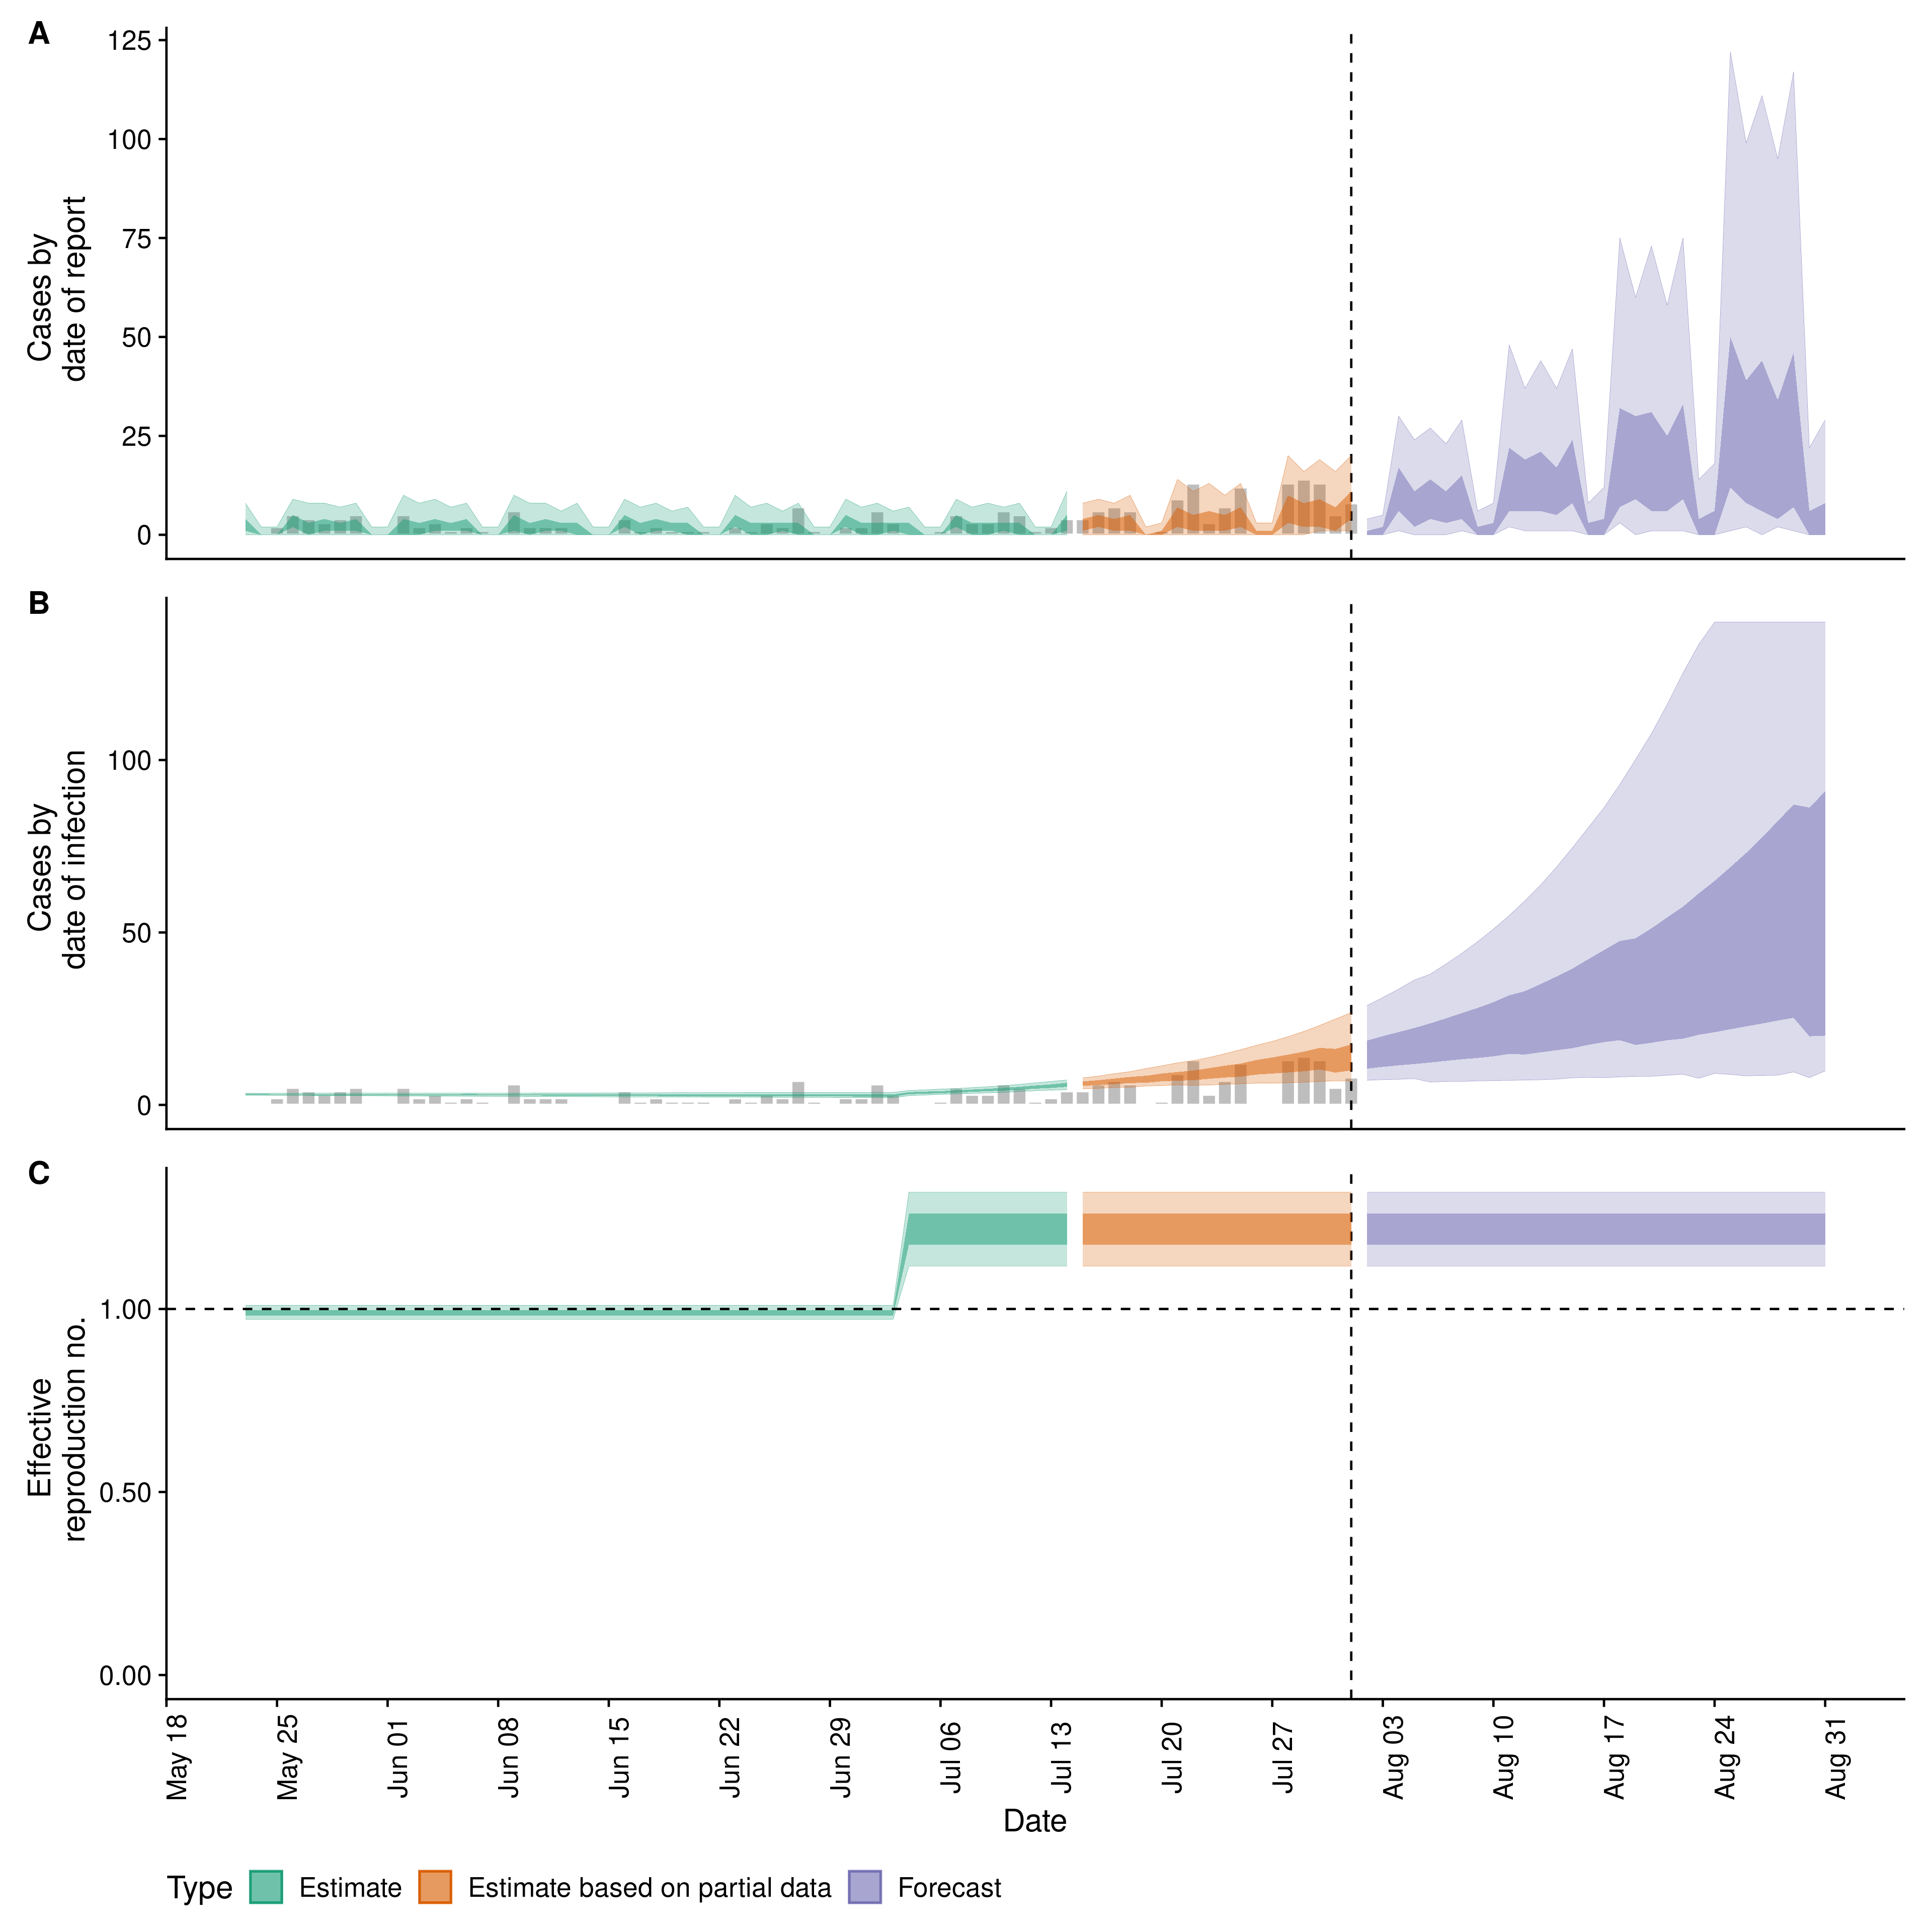 A
Cases by
date of report
125
100
75
50
25
0
B
Cases by
date of infection
100
50
0
C
Effective
reproduction no.
1.00
0.50
0.00
May 18
May 25
Jun 01
Jun 08
Jun 15
Jun 22
Jun 29
Jul 06
Jul 13
Jul 20
Jul 27
Aug 03
Aug 10
Aug 17
Aug 24
Aug 31
Date
Type Estimate Estimate based on partial data Forecast